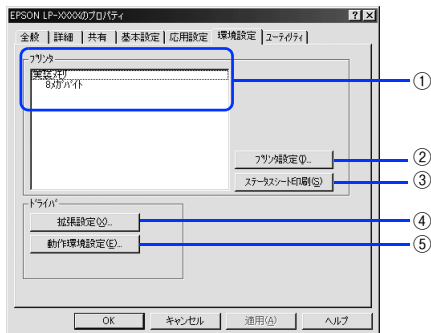 EPSON LP-XXXXのプロパティ
全般 詳細 共有 基本設定 応用設定 環境設定 ユーティリティ
プリンタ
実装メモリ
8メガバイト
①
プリンタ設定(I)... ②
ステータスシート印刷(S) ③
ドライバ
拡張設定(X)... ④
動作環境設定(E)... ⑤
OK キャンセル 適用(A) ヘルプ